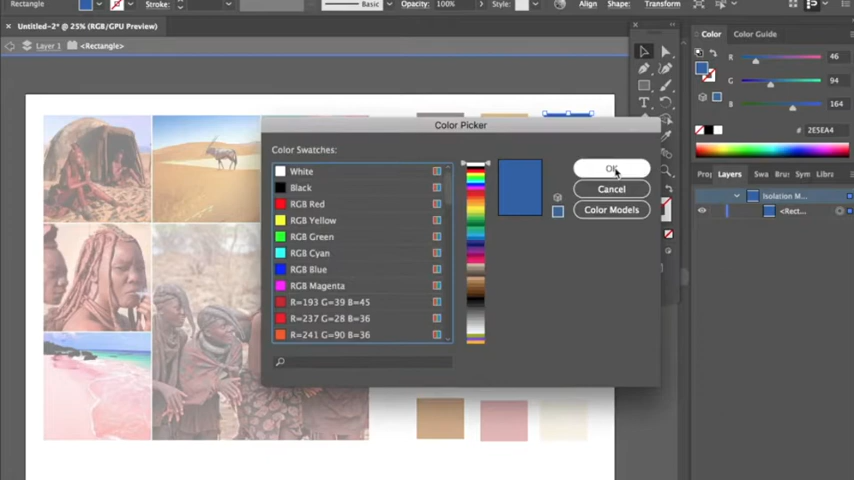 Rectangle
Stroke:
Basic
Opacity: 100%
Style:
Align
Shape:
Transform
Untitled-2* @ 25% (RGB/GPU Preview)
Layer 1
<Rectangle>
Color
Color Guide
R
46
G
94
B
164
#
2E5EA4
Color Picker
Color Swatches:
White
Black
RGB Red
RGB Yellow
RGB Green
RGB Cyan
RGB Blue
RGB Magenta
R=193 G=39 B=45
R=237 G=28 B=36
R=241 G=90 B=36
OK
Cancel
Color Models
Prop
Layers
Swa
Bru
Sym
Libra
Isolation M...
<Rect...